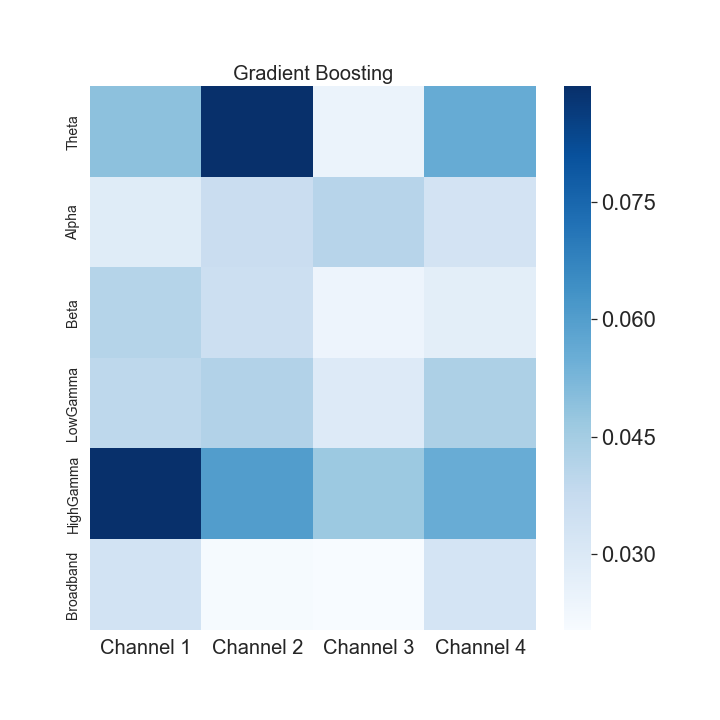 Gradient Boosting
Theta
Alpha
Beta
LowGamma
HighGamma
Broadband
Channel 1 Channel 2 Channel 3 Channel 4
0.075
0.060
0.045
0.030